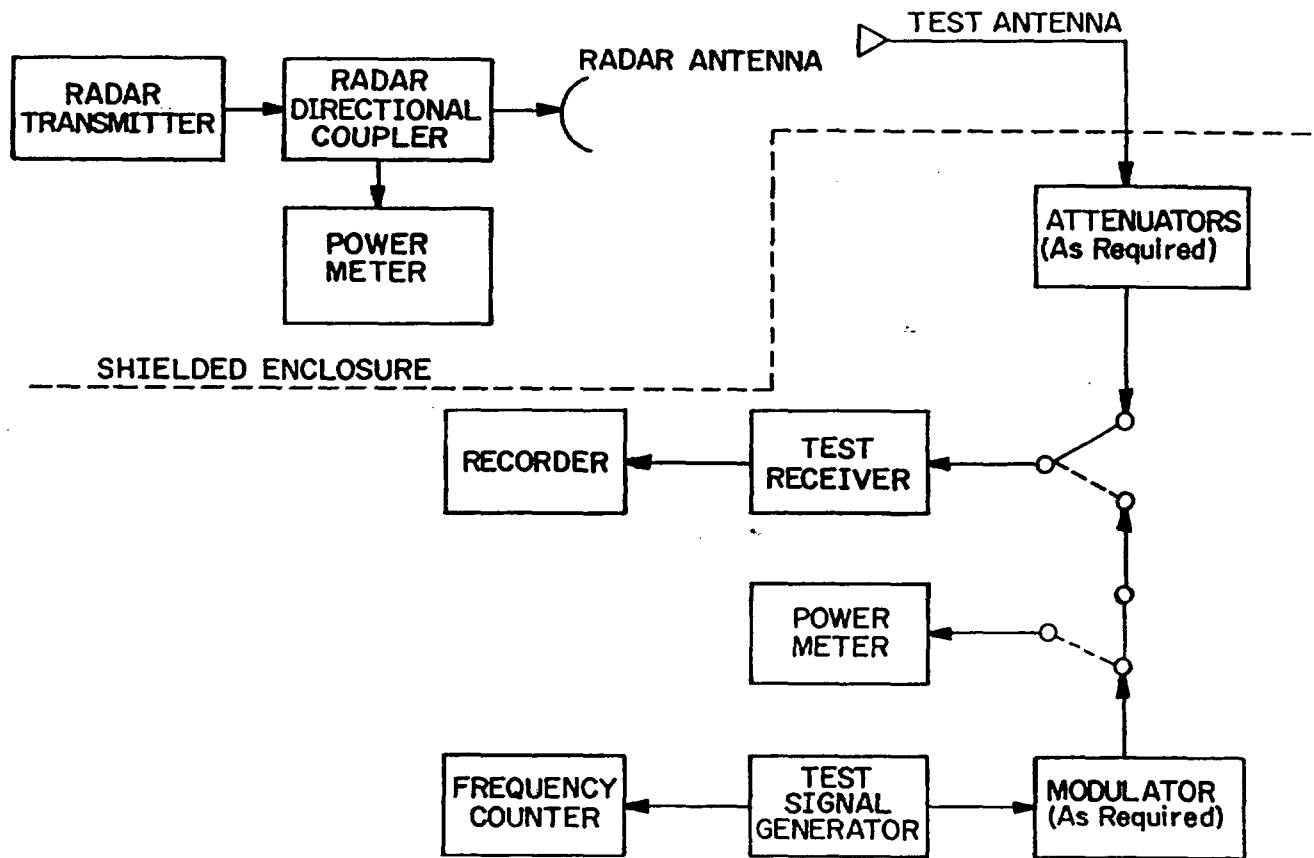 TEST ANTENNA
RADAR ANTENNA
RADAR
TRANSMITTER
RADAR
DIRECTIONAL
COUPLER
POWER
METER
ATTENUATORS
(As Required)
SHIELDED ENCLOSURE
RECORDER
TEST
RECEIVER
POWER
METER
FREQUENCY
COUNTER
TEST
SIGNAL
GENERATOR
MODULATOR
(As Required)